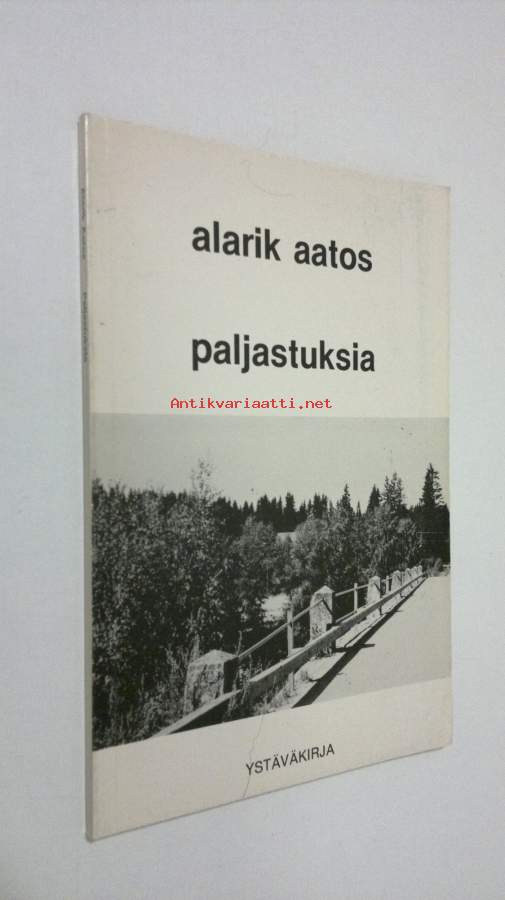 alarik aatos
paljastuksia
Antikvariaatti.net
YSTÄVÄKIRJA